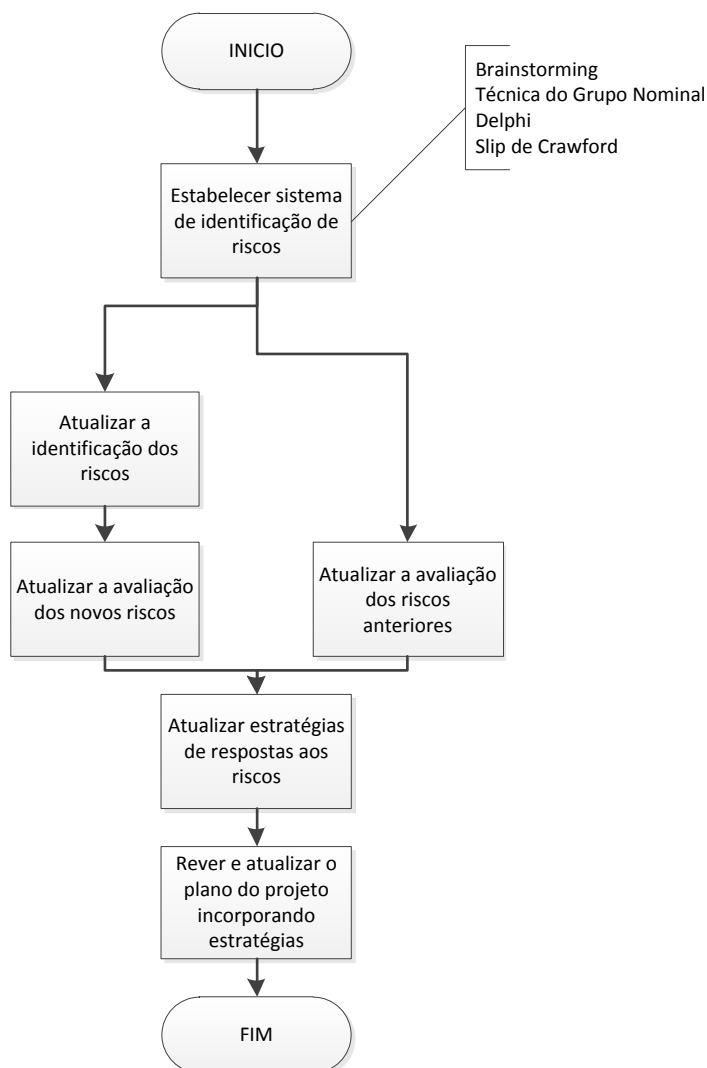 INICIO
Brainstorming
Técnica do Grupo Nominal
Delphi
Slip de Crawford
Estabelecer sistema
de identificação de
riscos
Atualizar a
identificação dos
riscos
Atualizar a avaliação
dos novos riscos
Atualizar a avaliação
dos riscos
anteriores
Atualizar estratégias
de respostas aos
riscos
Rever e atualizar o
plano do projeto
incorporando
estratégias
FIM